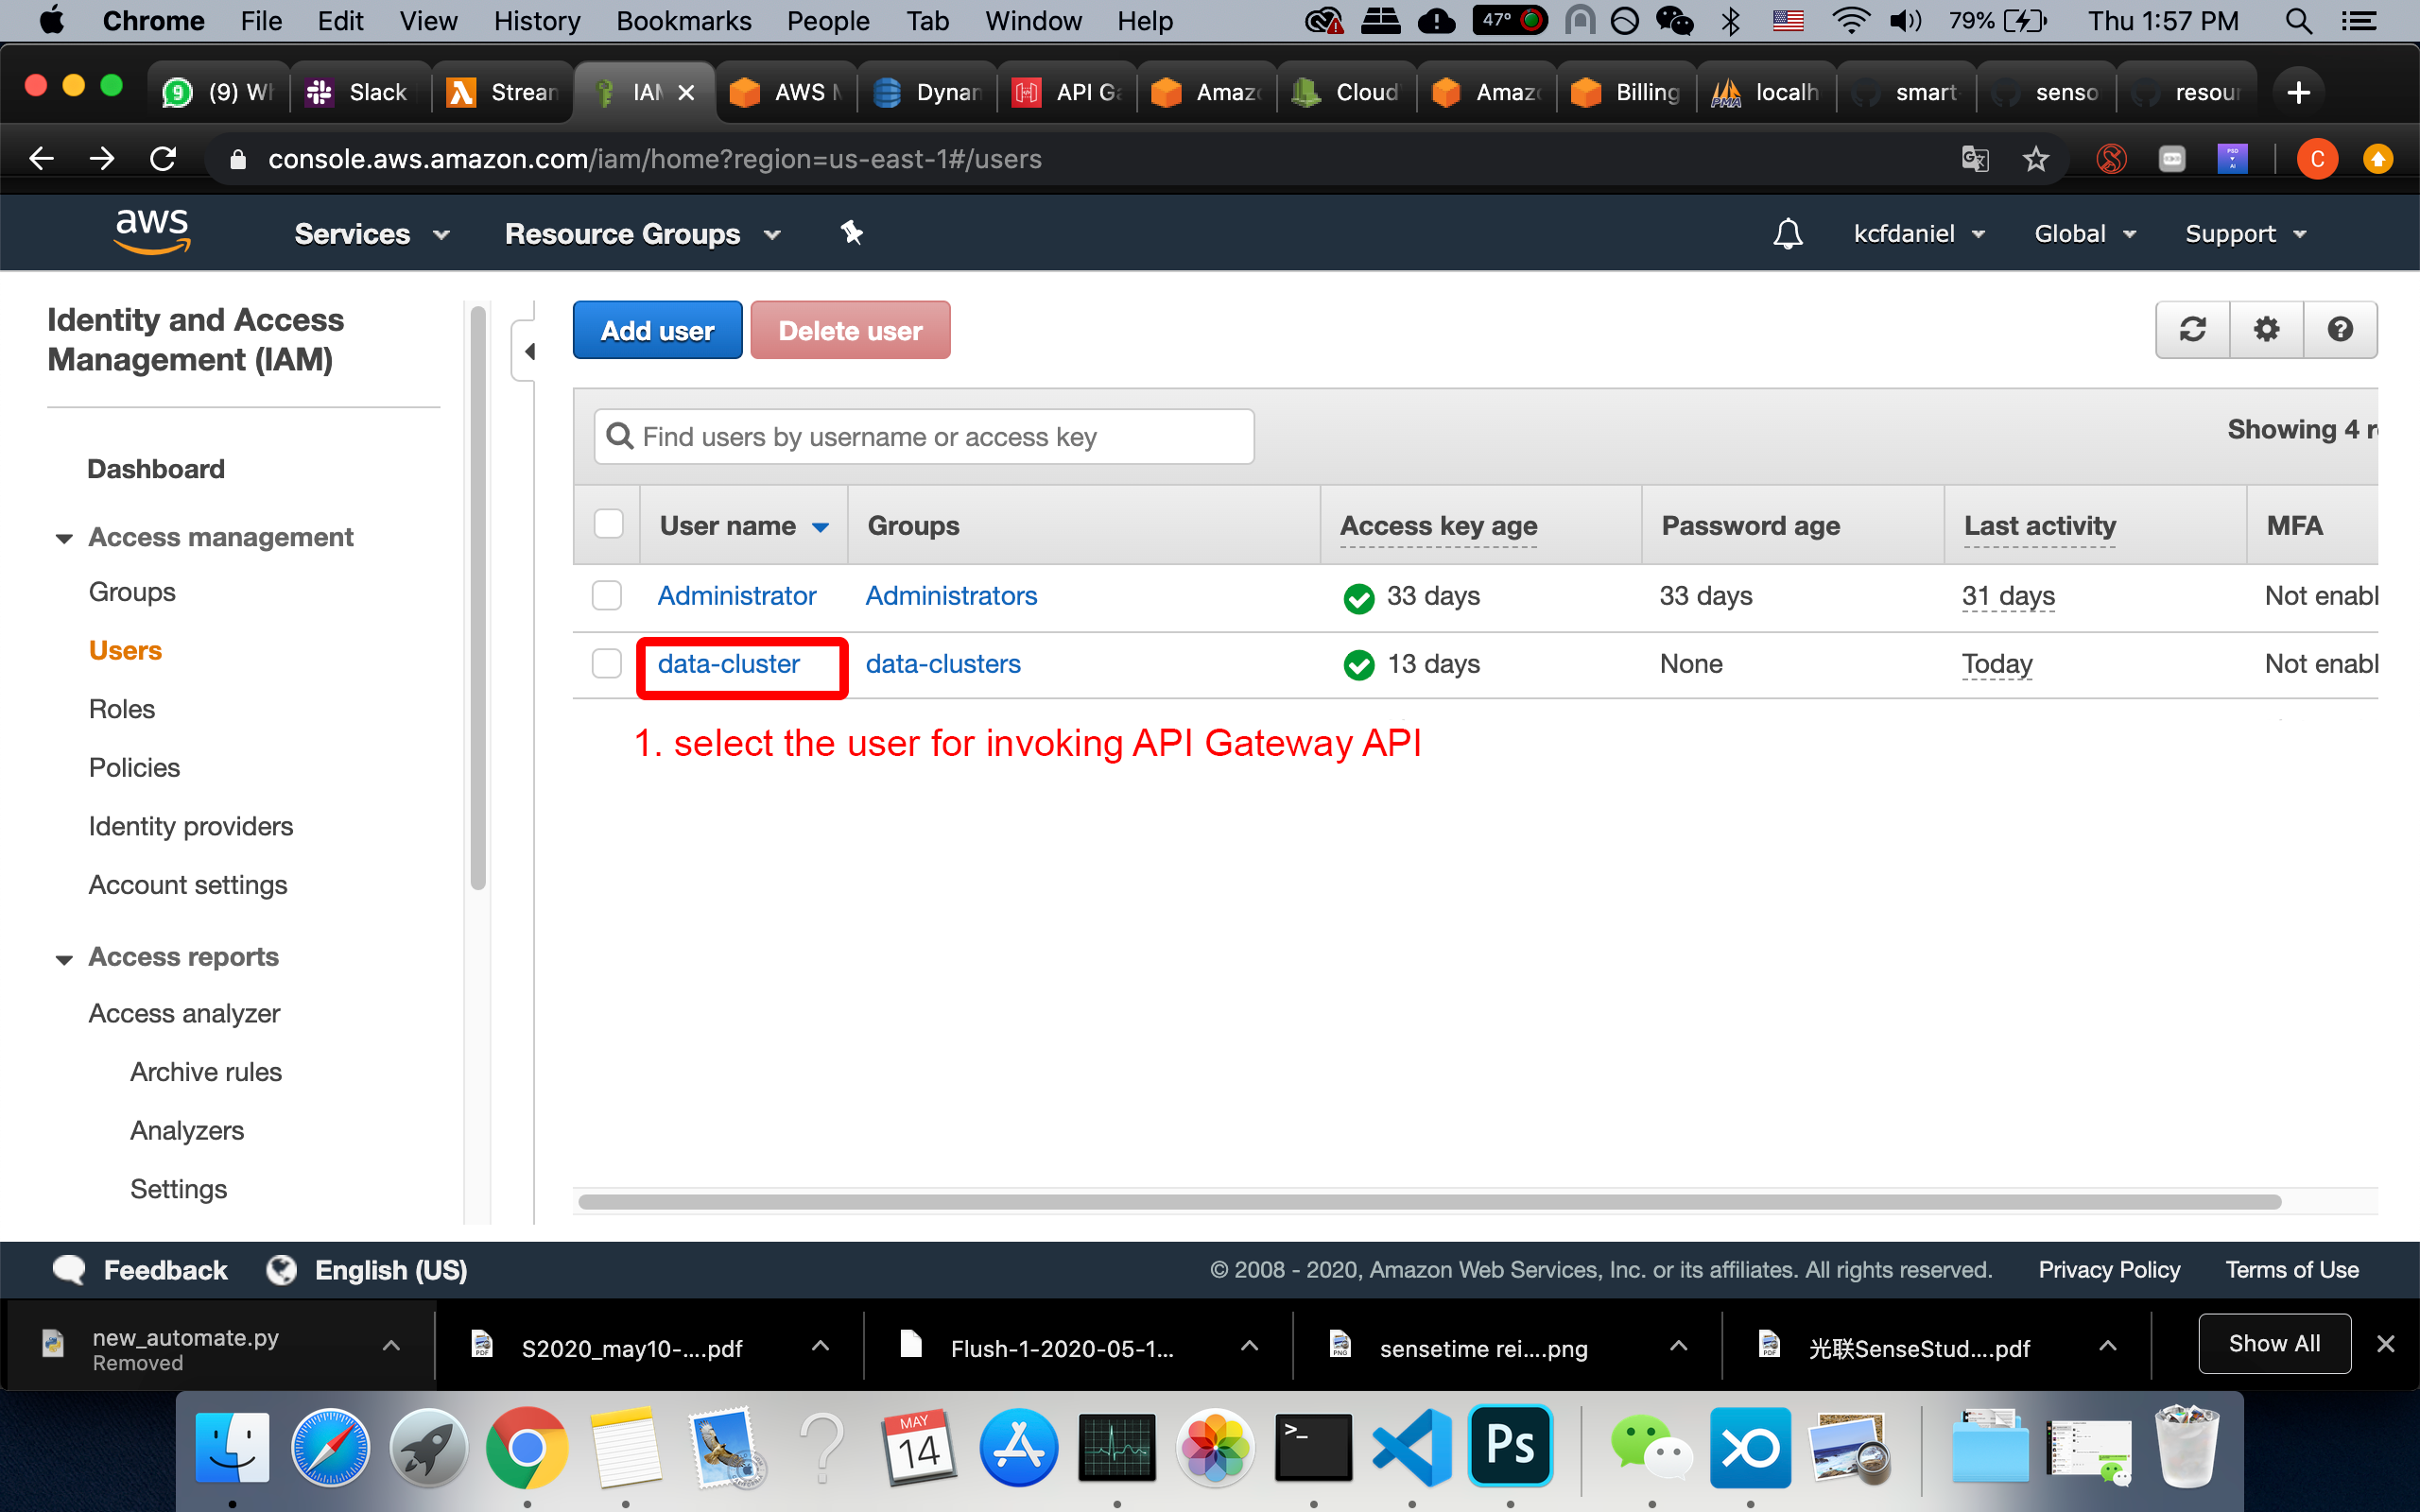 Chrome File Edit View History Bookmarks People Tab Window Help 47° 79% Thu 1:57 PM
(9) Wh Slack Strean IAM AWS M Dynan API Ga Amazo Cloud Amazo Billing localh smart- senso resour
console.aws.amazon.com/iam/home?region=us-east-1#/users
aws Services Resource Groups kcfdaniel Global Support
Identity and Access
Management (IAM)
Dashboard
Access management
Groups
Users
Roles
Policies
Identity providers
Account settings
Access reports
Access analyzer
Archive rules
Analyzers
Settings
Add user Delete user
Find users by username or access key
Showing 4 r
User name Groups Access key age Password age Last activity MFA
Administrator Administrators 33 days 33 days 31 days Not enabl
data-cluster data-clusters 13 days None Today Not enabl
1. select the user for invoking API Gateway API
Feedback English (US) © 2008 - 2020, Amazon Web Services, Inc. or its affiliates. All rights reserved. Privacy Policy Terms of Use
new_automate.py
Removed
S2020_may10-....pdf
Flush-1-2020-05-1...
sensetime rei....png
光联SenseStud....pdf
Show All
MAY
14
Ps